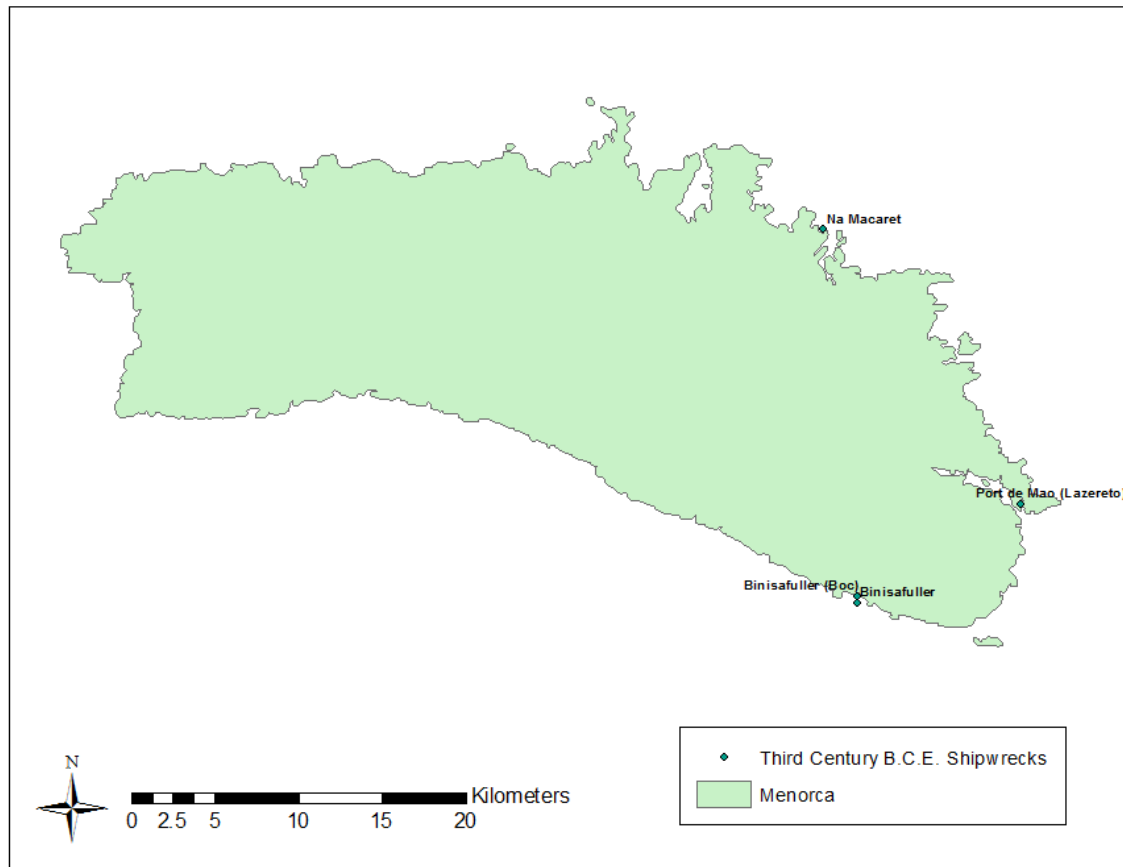 Na Macaret
Port de Mao (Lazereto)
Binisafuller (Boc)
Binisafuller
N
Kilometers
0 2.5 5 10 15 20
Third Century B.C.E. Shipwrecks
Menorca